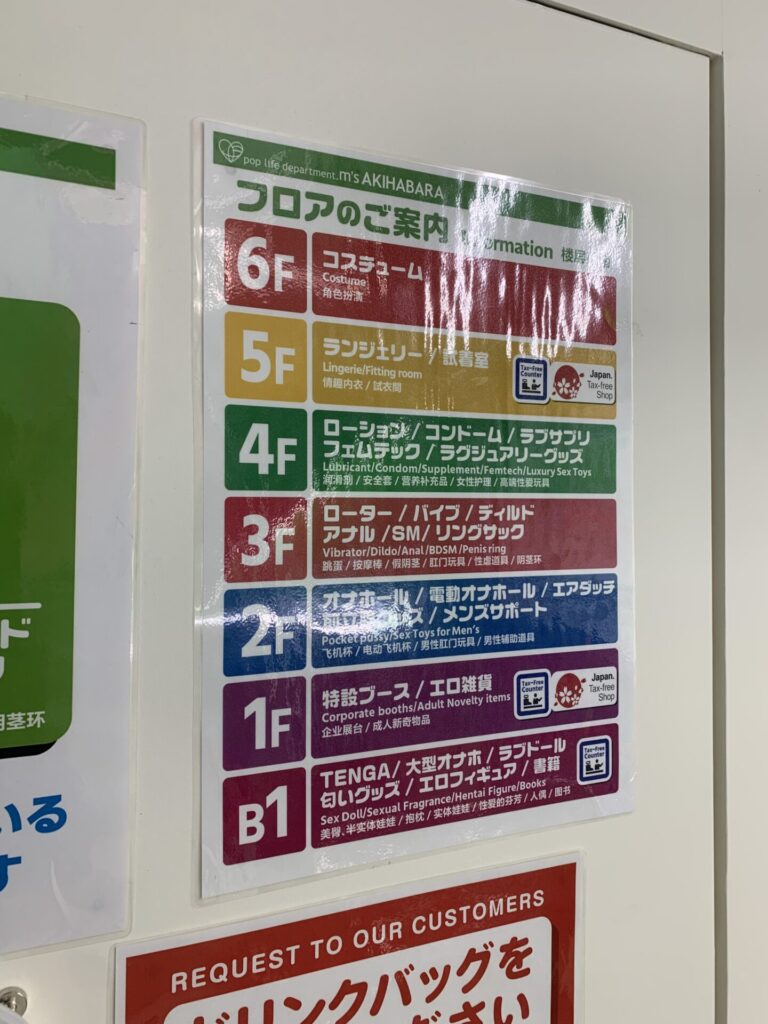 pop life department.m's AKIHABARA
フロアのご案内 楼层
6F
コスチューム
Costume
角色扮演
5F
ランジェリー / 試着室
Lingerie/Fitting room
情趣内衣 / 試衣間
Tax-Free Counter
Japan. Tax-free Shop
4F
ローション / コンドーム / ラブサプリ
フェムテック / ラグジュアリーグッズ
Lubricant/Condom/Supplement/Femtech/Luxury Sex Toys
润滑剂 / 安全套 / 营养补充品 / 女性护理 / 高端性爱玩具
3F
ローター / バイブ / ディルド
アナル /SM/ リングサック
Vibrator/Dildo/Anal/BDSM/Penis ring
跳蛋 / 按摩棒 / 假阴茎 / 肛门玩具 / 性虐道具 / 阴茎环
2F
オナホール / 電動オナホール / エアダッチ
/ メンズサポート
Pocket pussy/Sex Toys for Men's
飞机杯 / 电动飞机杯 / 男性肛门玩具 / 男性辅助道具
1F
特設ブース / エロ雑貨
Corporate booths/Adult Novelty items
企业展台 / 成人新奇物品
Tax-Free Counter
Japan. Tax-free Shop
B1
TENGA/ 大型オナホ / ラブドール
匂いグッズ / エロフィギュア / 書籍
Sex Doll/Sexual Fragrance/Hentai Figure/Books
美臀、半实体娃娃 / 抱枕 / 实体娃娃 / 性爱的芬芳 / 人偶 / 图书
Tax-Free Counter
ド
阴茎环
いる
す
REQUEST TO OUR CUSTOMERS
ドリンクバッグを
ださい